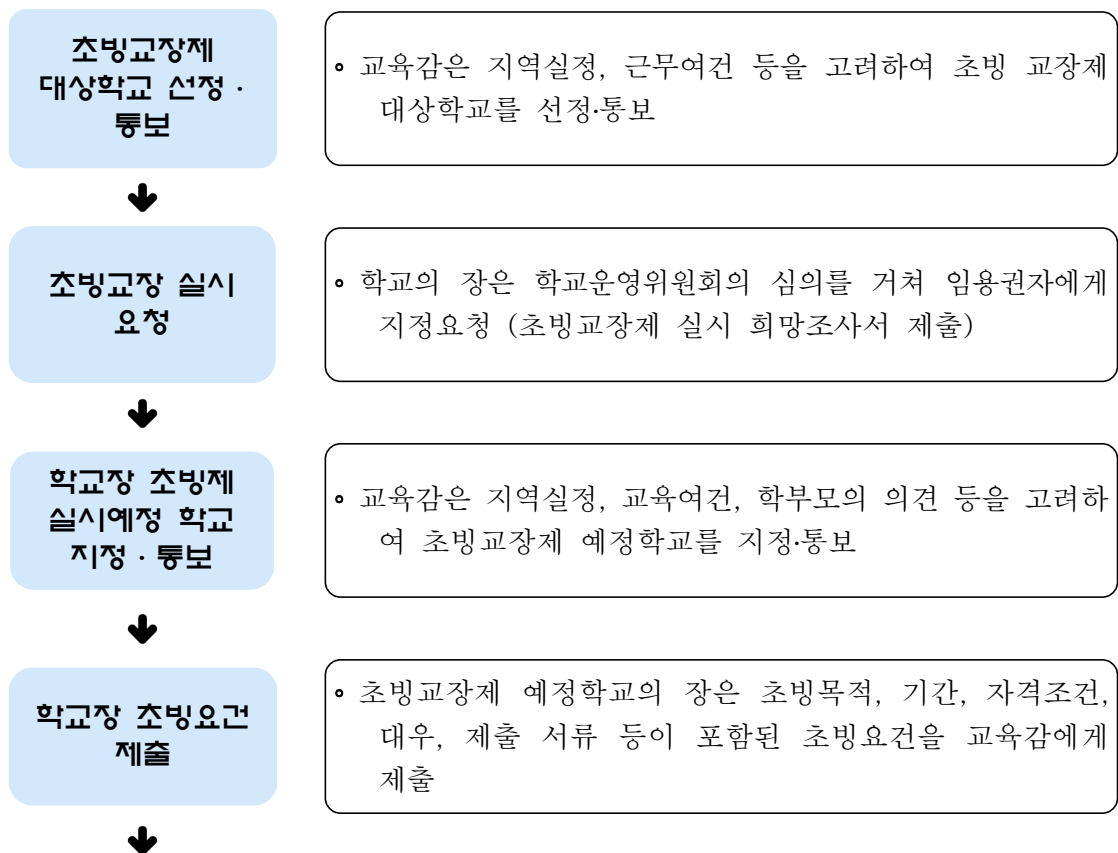 초빙교장제
대상학교 선정 ·
통보
∘ 교육감은 지역실정, 근무여건 등을 고려하여 초빙 교장제
대상학교를 선정·통보
초빙교장 실시
요청
∘ 학교의 장은 학교운영위원회의 심의를 거쳐 임용권자에게
지정요청 (초빙교장제 실시 희망조사서 제출)
학교장 초빙제
실시예정 학교
지정 · 통보
∘ 교육감은 지역실정, 교육여건, 학부모의 의견 등을 고려하
여 초빙교장제 예정학교를 지정·통보
학교장 초빙요건
제출
∘ 초빙교장제 예정학교의 장은 초빙목적, 기간, 자격조건,
대우, 제출 서류 등이 포함된 초빙요건을 교육감에게
제출